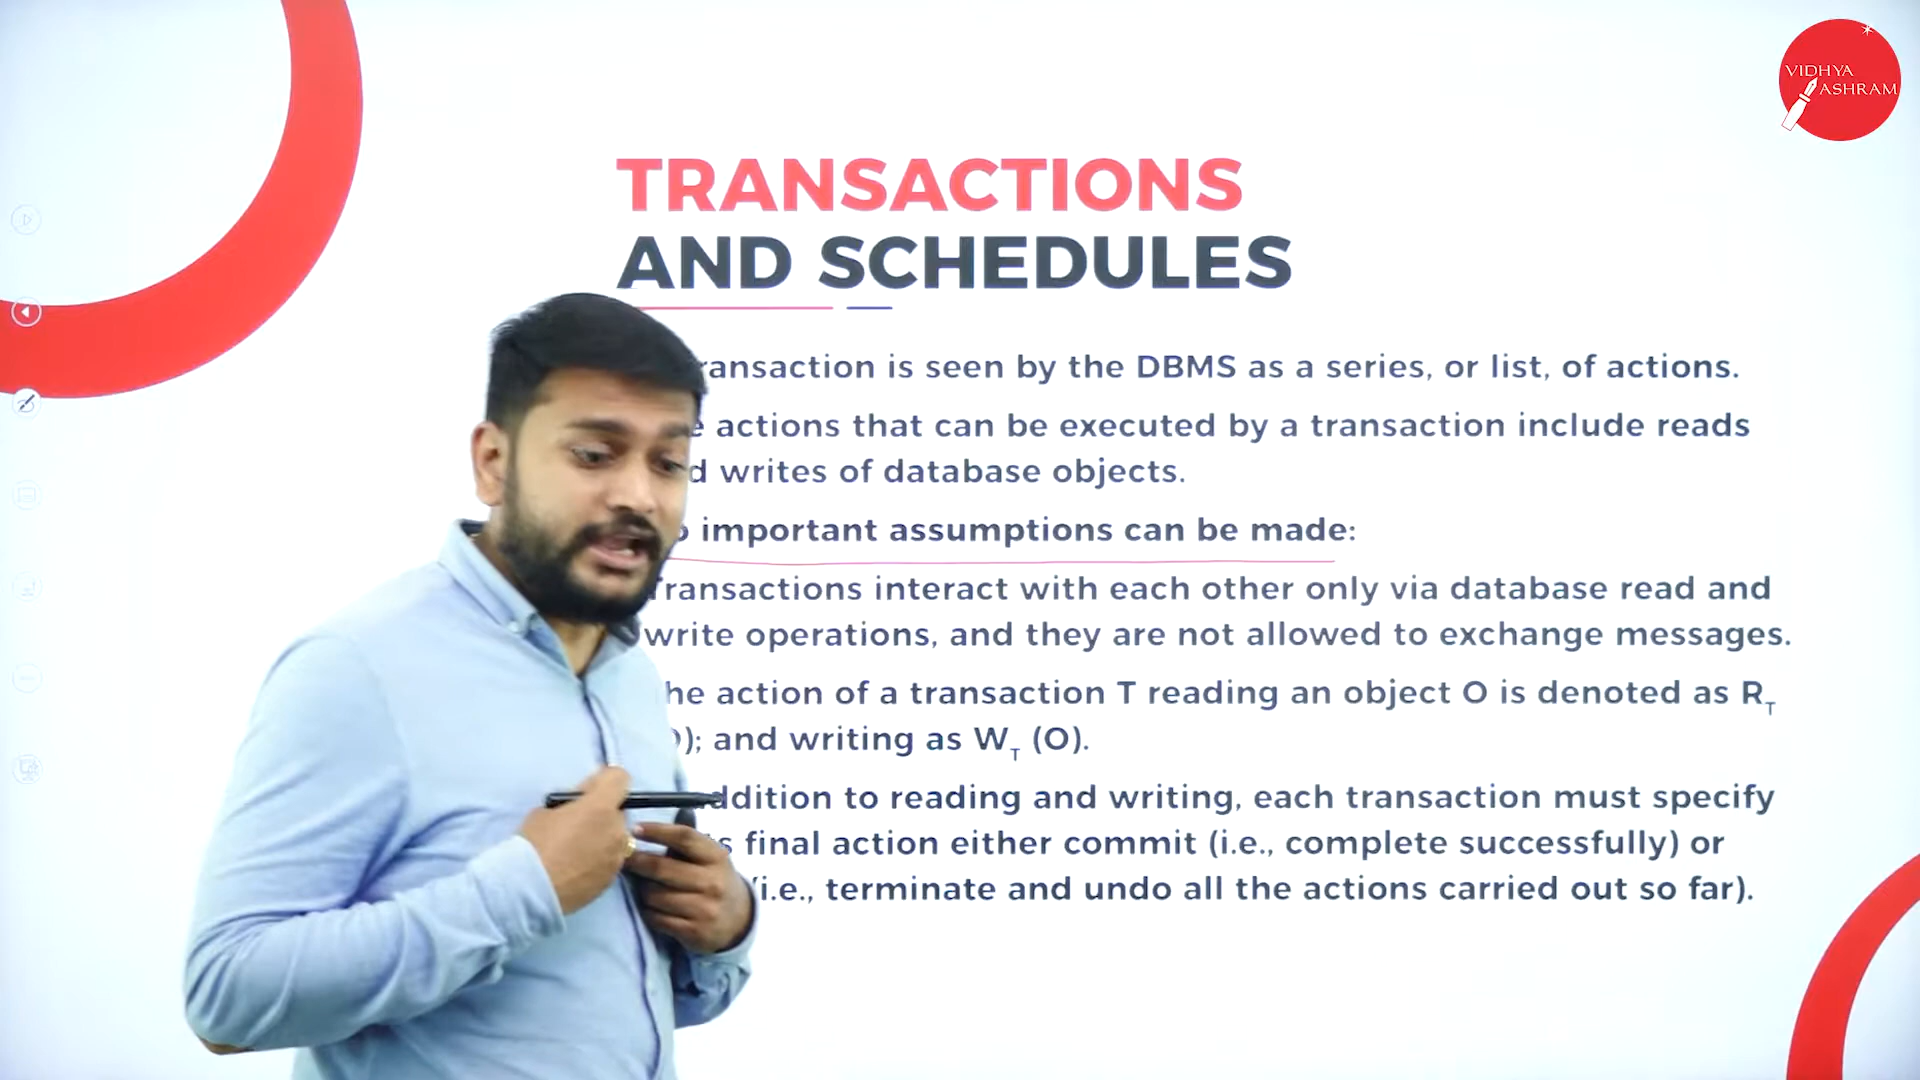 VIDHYA
ASHRAM
TRANSACTIONS
AND SCHEDULES
is seen by the DBMS as a series, or list, of actions.
actions that can be executed by a transaction include reads
writes of database objects.
important assumptions can be made:
Transactions interact with each other only via database read and
write operations, and they are not allowed to exchange messages.
action of a transaction T reading an object O is denoted as R_T
and writing as W_T (O).
to reading and writing, each transaction must specify
final action either commit (i.e., complete successfully) or
(i.e., terminate and undo all the actions carried out so far).